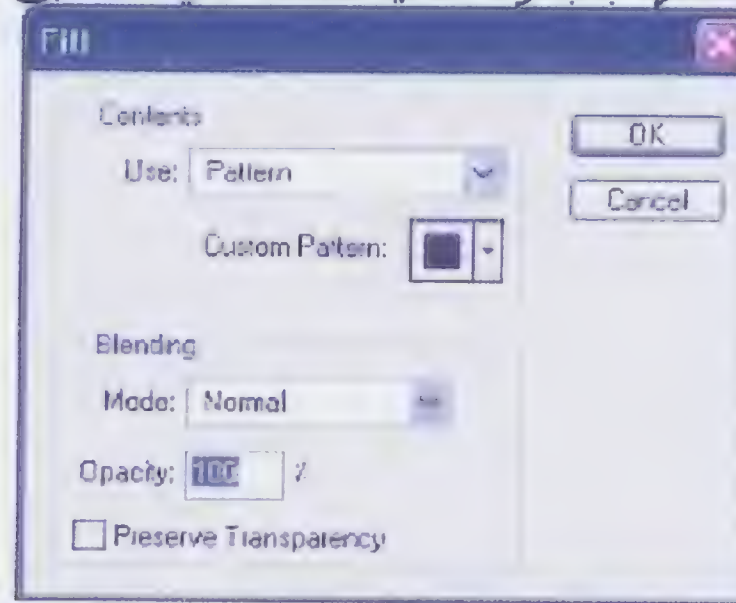 Fill
Contents
OK
Use: Pattern
Cancel
Custom Pattern:
Blending
Mode: Normal
Opacity: 100 %
Preserve Transparency